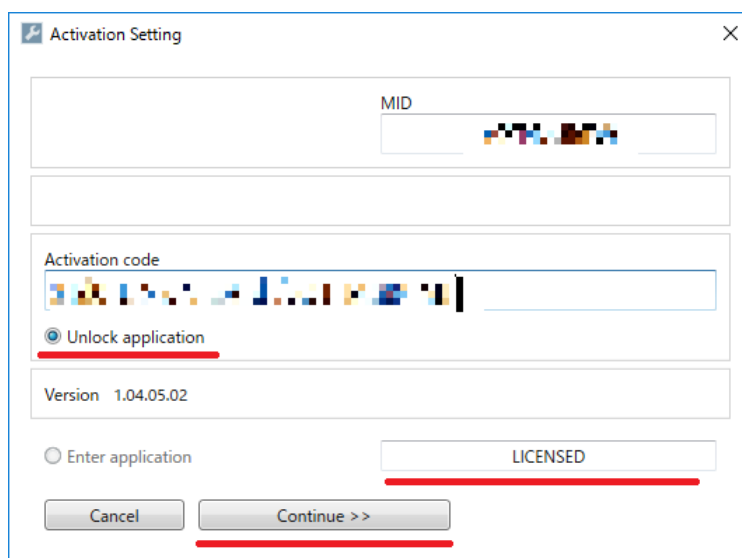 Activation Setting
MID
Activation code
Unlock application
Version 1.04.05.02
Enter application
LICENSED
Cancel
Continue >>